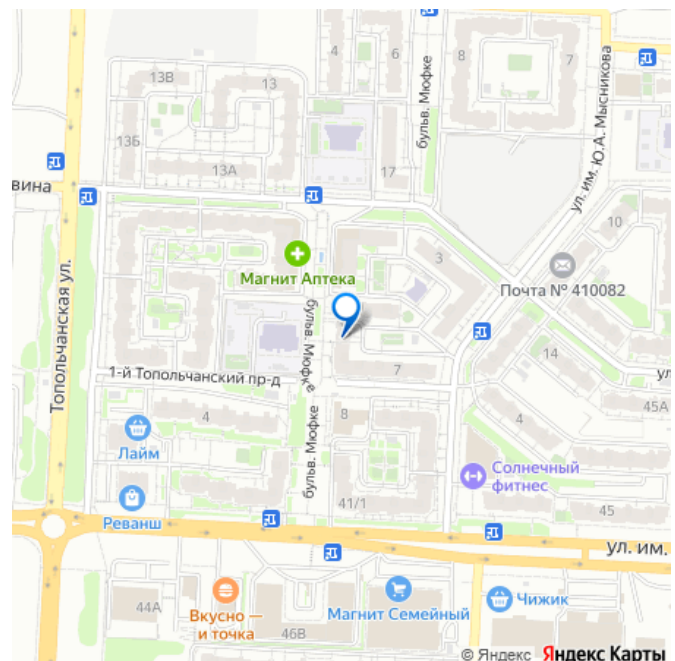 4
6
8
7
13В
13
бульв. Мюфке
ул. им. Ю.А. Мысникова
13Б
13А
17
вина
10
3
Магнит Аптека
Почта № 410082
Топольчанская ул.
бульв. Мюфке
14
1-й Топольчанский пр-д
7
ул
4
8
4
45А
Лайм
бульв. Мюфке
Солнечный
фитнес
41/1
45
Реванш
ул. им.
44А
Вкусно —
и точка
46В
Магнит Семейный
Чижик
© Яндекс Яндекс Карты